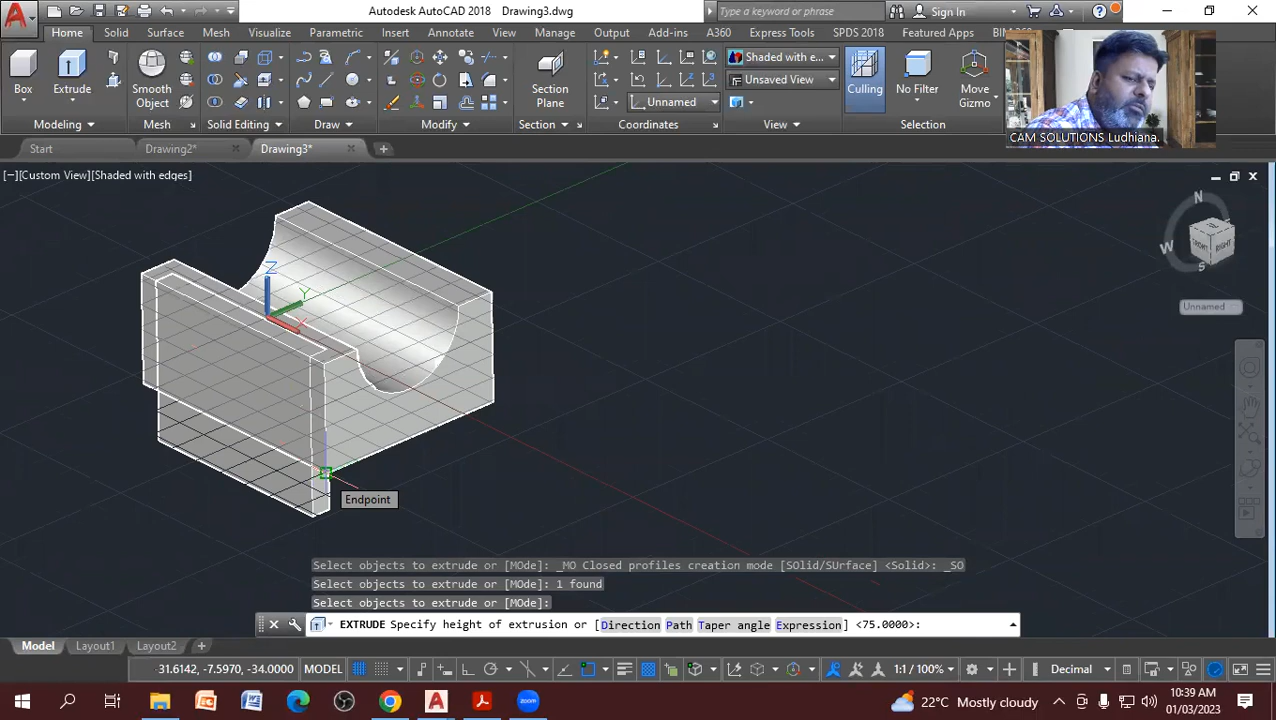 Autodesk AutoCAD 2018 Drawing3.dwg
Type a keyword or phrase
Sign In
Home Solid Surface Mesh Visualize Parametric Insert Annotate View Manage Output Add-ins A360 Express Tools SPDS 2018 Featured Apps
Shaded with e...
Unsaved View
Unnamed
Box Extrude Smooth Object Section Plane Culling No Filter Move Gizmo
Modeling Mesh Solid Editing Draw Modify Section Coordinates View Selection
CAM SOLUTIONS Ludhiana.
Start Drawing2* Drawing3*
[−][Custom View][Shaded with edges]
N
W
S
FRONT RIGHT
Unnamed
Z
Y
X
Endpoint
Select objects to extrude or [MOde]: _MO Closed profiles creation mode [SOlid/SUrface] <Solid>: _SO
Select objects to extrude or [MOde]: 1 found
Select objects to extrude or [MOde]:
EXTRUDE Specify height of extrusion or [Direction Path Taper angle Expression] <75.0000>:
Model Layout1 Layout2
31.6142, -7.5970, -34.0000 MODEL
1:1 / 100%
Decimal
22°C Mostly cloudy
10:39 AM
01/03/2023